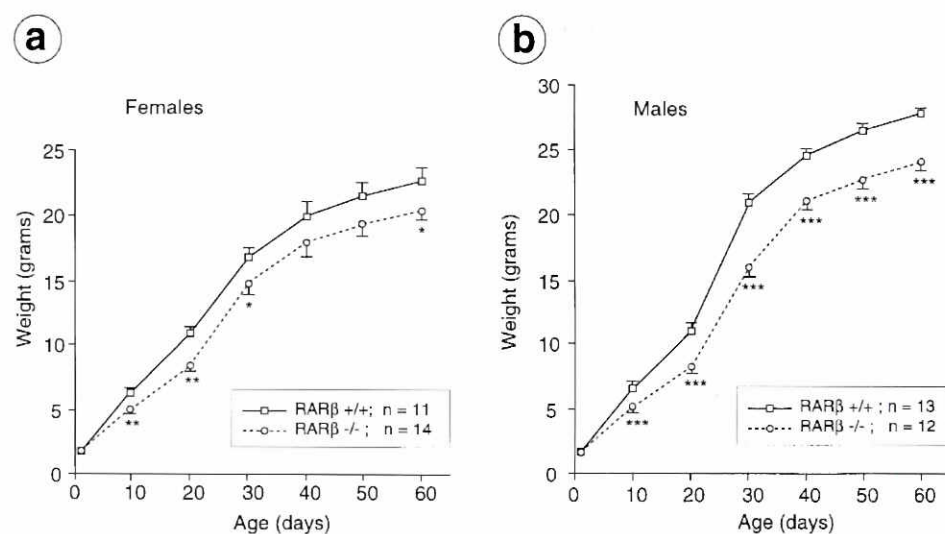 a
Females
Weight (grams)
25
20
15
10
5
0
**
**
*
*
RARβ +/+; n = 11
RARβ -/- ; n = 14
0 10 20 30 40 50 60
Age (days)
b
Males
Weight (grams)
30
25
20
15
10
5
0
***
***
***
***
***
***
RARβ +/+ ; n = 13
RARβ -/- ; n = 12
0 10 20 30 40 50 60
Age (days)